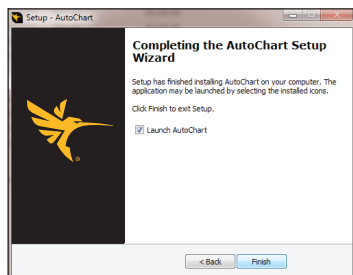 Setup - AutoChart
Completing the AutoChart Setup
Wizard
Setup has finished installing AutoChart on your computer. The
application may be launched by selecting the installed icons.
Click Finish to exit Setup.
Launch AutoChart
< Back
Finish